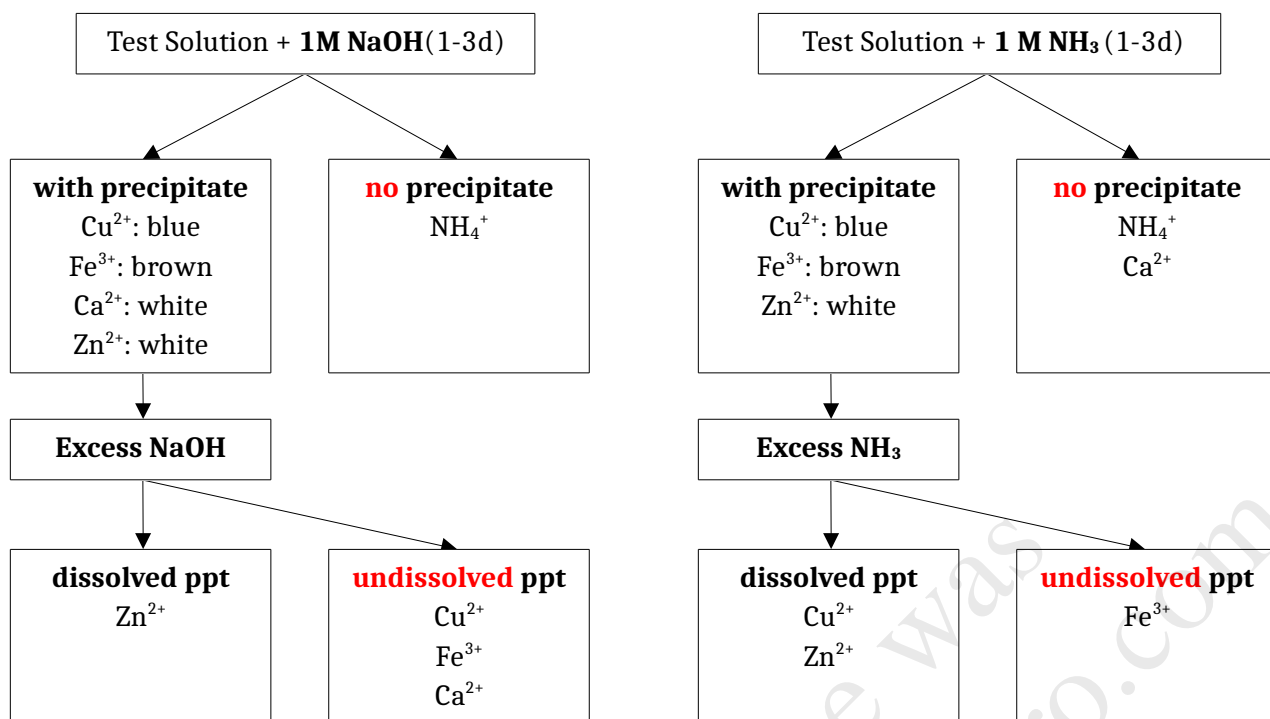 Test Solution + 1M NaOH(1-3d)
with precipitate
Cu²⁺: blue
Fe³⁺: brown
Ca²⁺: white
Zn²⁺: white
no precipitate
NH₄⁺
Excess NaOH
dissolved ppt
Zn²⁺
undissolved ppt
Cu²⁺
Fe³⁺
Ca²⁺
Test Solution + 1 M NH₃ (1-3d)
with precipitate
Cu²⁺: blue
Fe³⁺: brown
Zn²⁺: white
no precipitate
NH₄⁺
Ca²⁺
Excess NH₃
dissolved ppt
Cu²⁺
Zn²⁺
undissolved ppt
Fe³⁺
was